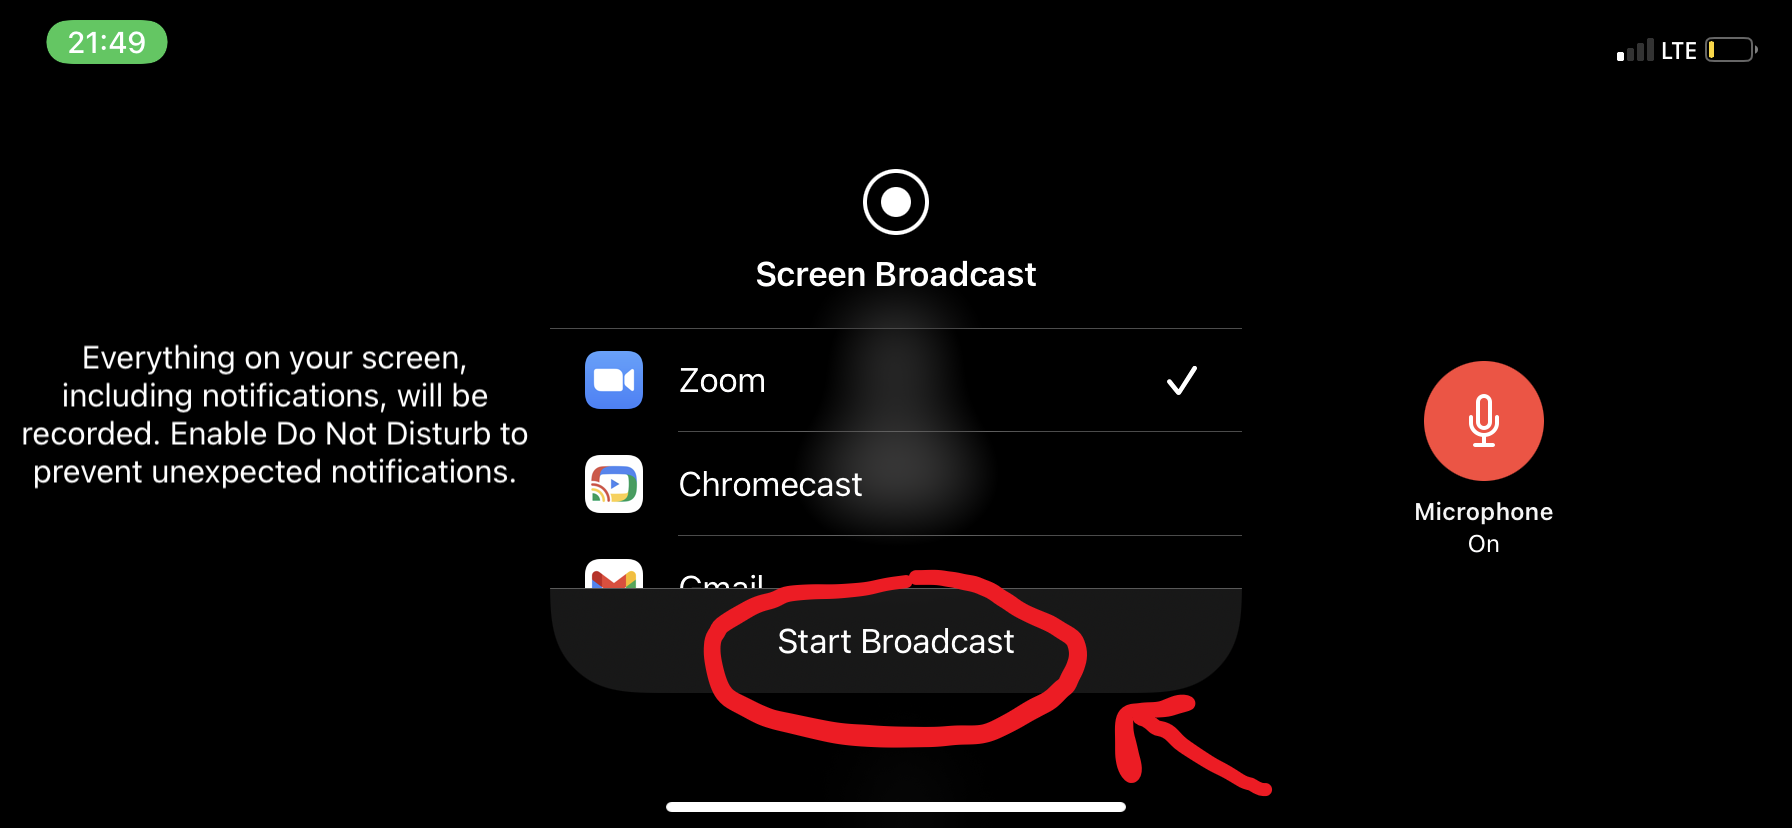 21:49
LTE
Screen Broadcast
Everything on your screen,
including notifications, will be
recorded. Enable Do Not Disturb to
prevent unexpected notifications.
Zoom
Chromecast
Gmail
Start Broadcast
Microphone
On